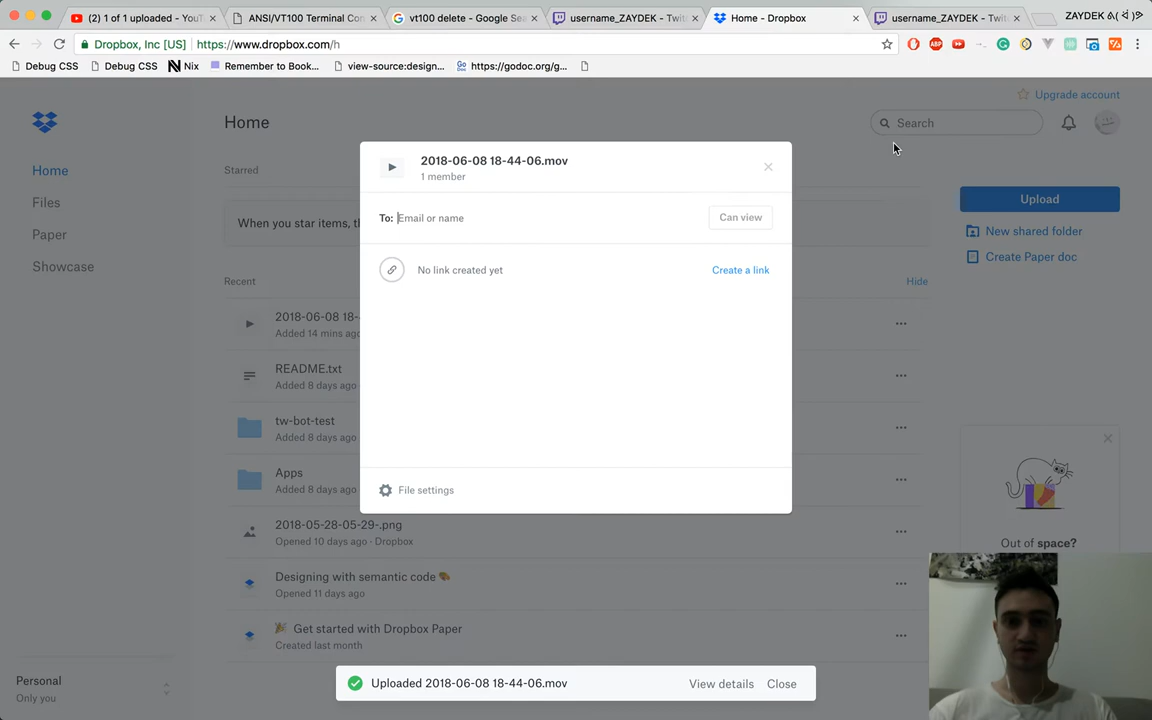 (2) 1 of 1 uploaded - YouT
ANSI/VT100 Terminal Con
vt100 delete - Google Sea
username_ZAYDEK - Twit
Home - Dropbox
username_ZAYDEK - Twit
ZAYDEK
Dropbox, Inc [US]
https://www.dropbox.com/h
Debug CSS
Debug CSS
Nix
Remember to Book...
view-source:design...
https://godoc.org/g...
Upgrade account
Home
Search
2018-06-08 18-44-06.mov
1 member
Home
Files
Paper
Showcase
Starred
When you star items, th
To: Email or name
Can view
Upload
New shared folder
Create Paper doc
No link created yet
Create a link
Recent
Hide
2018-06-08 18-
Added 14 mins ago
README.txt
Added 8 days ago
tw-bot-test
Added 8 days ago
Apps
Added 8 days ago
File settings
2018-05-28-05-29-.png
Opened 10 days ago · Dropbox
Out of space?
Designing with semantic code
Opened 11 days ago
Get started with Dropbox Paper
Created last month
Personal
Only you
Uploaded 2018-06-08 18-44-06.mov
View details
Close